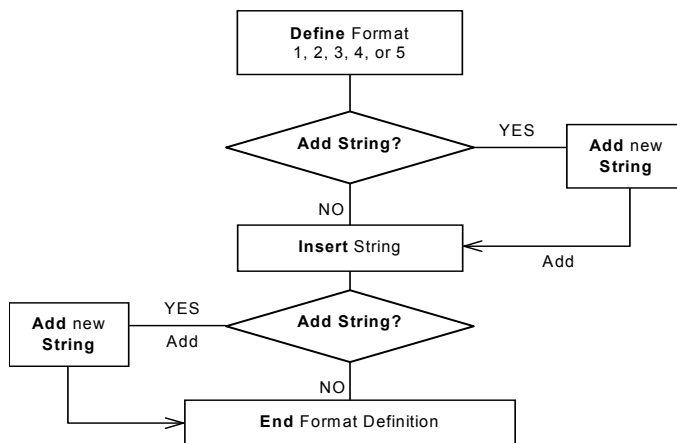 Define Format
1, 2, 3, 4, or 5
Add String?
YES
Add new
String
NO
Insert String
Add
YES
Add String?
Add new
String
Add
NO
End Format Definition